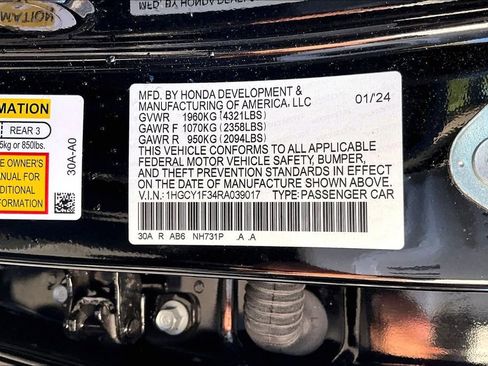 MFD. BY HONDA DEVELOPMENT &
MANUFACTURING OF AMERICA, LLC 01/24
GVWR 1960KG (4321LBS)
GAWR F 1070KG (2358LBS)
GAWR R 950KG (2094LBS)
THIS VEHICLE CONFORMS TO ALL APPLICABLE
FEDERAL MOTOR VEHICLE SAFETY, BUMPER,
AND THEFT PREVENTION STANDARDS IN EFFECT
ON THE DATE OF MANUFACTURE SHOWN ABOVE.
V.I.N.: 1HGCY1F34RA039017 TYPE:PASSENGER CAR
30A R AB6 NH731P .A .A
30A-A0
RMATION
REAR 3
5kg or 850lbs.
E OWNER'S
MANUAL FOR
DDITIONAL
FORMATION